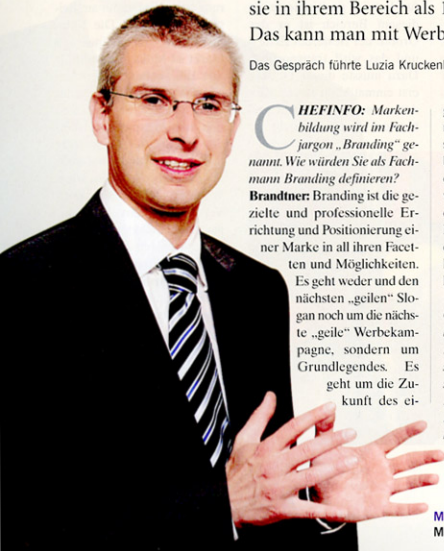 sie in ihrem Bereich als
Das kann man mit Werb
Das Gespräch führte Luzia Kruckenh
CHEFINFO: Marken-
bildung wird im Fach-
jargon „Branding" ge-
nannt. Wie würden Sie als Fach-
mann Branding definieren?
Brandtner: Branding ist die ge-
zielte und professionelle Er-
richtung und Positionierung ei-
ner Marke in all ihren Facet-
ten und Möglichkeiten.
Es geht weder und den
nächsten „geilen" Slo-
gan noch um die nächs-
te „geile" Werbekam-
pagne, sondern um
Grundlegendes. Es
geht um die Zu-
kunft des ei-
M
M